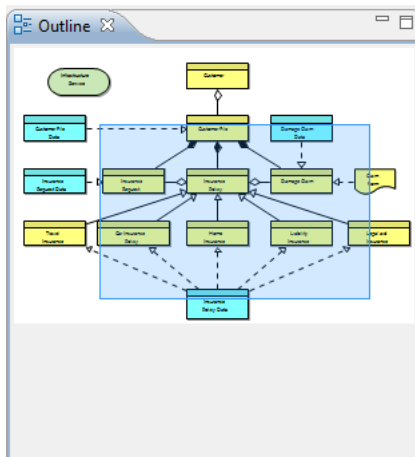 Outline
Infrastructure
Service
Customer
Customer File
Data
Customer File
Damage Claim
Data
Insurance
Request Data
Insurance
Request
Insurance
Policy
Damage Claim
Claim
Form
Travel
Insurance
Car Insurance
Policy
Home
Insurance
Liability
Insurance
Legal Aid
Insurance
Insurance
Policy Data